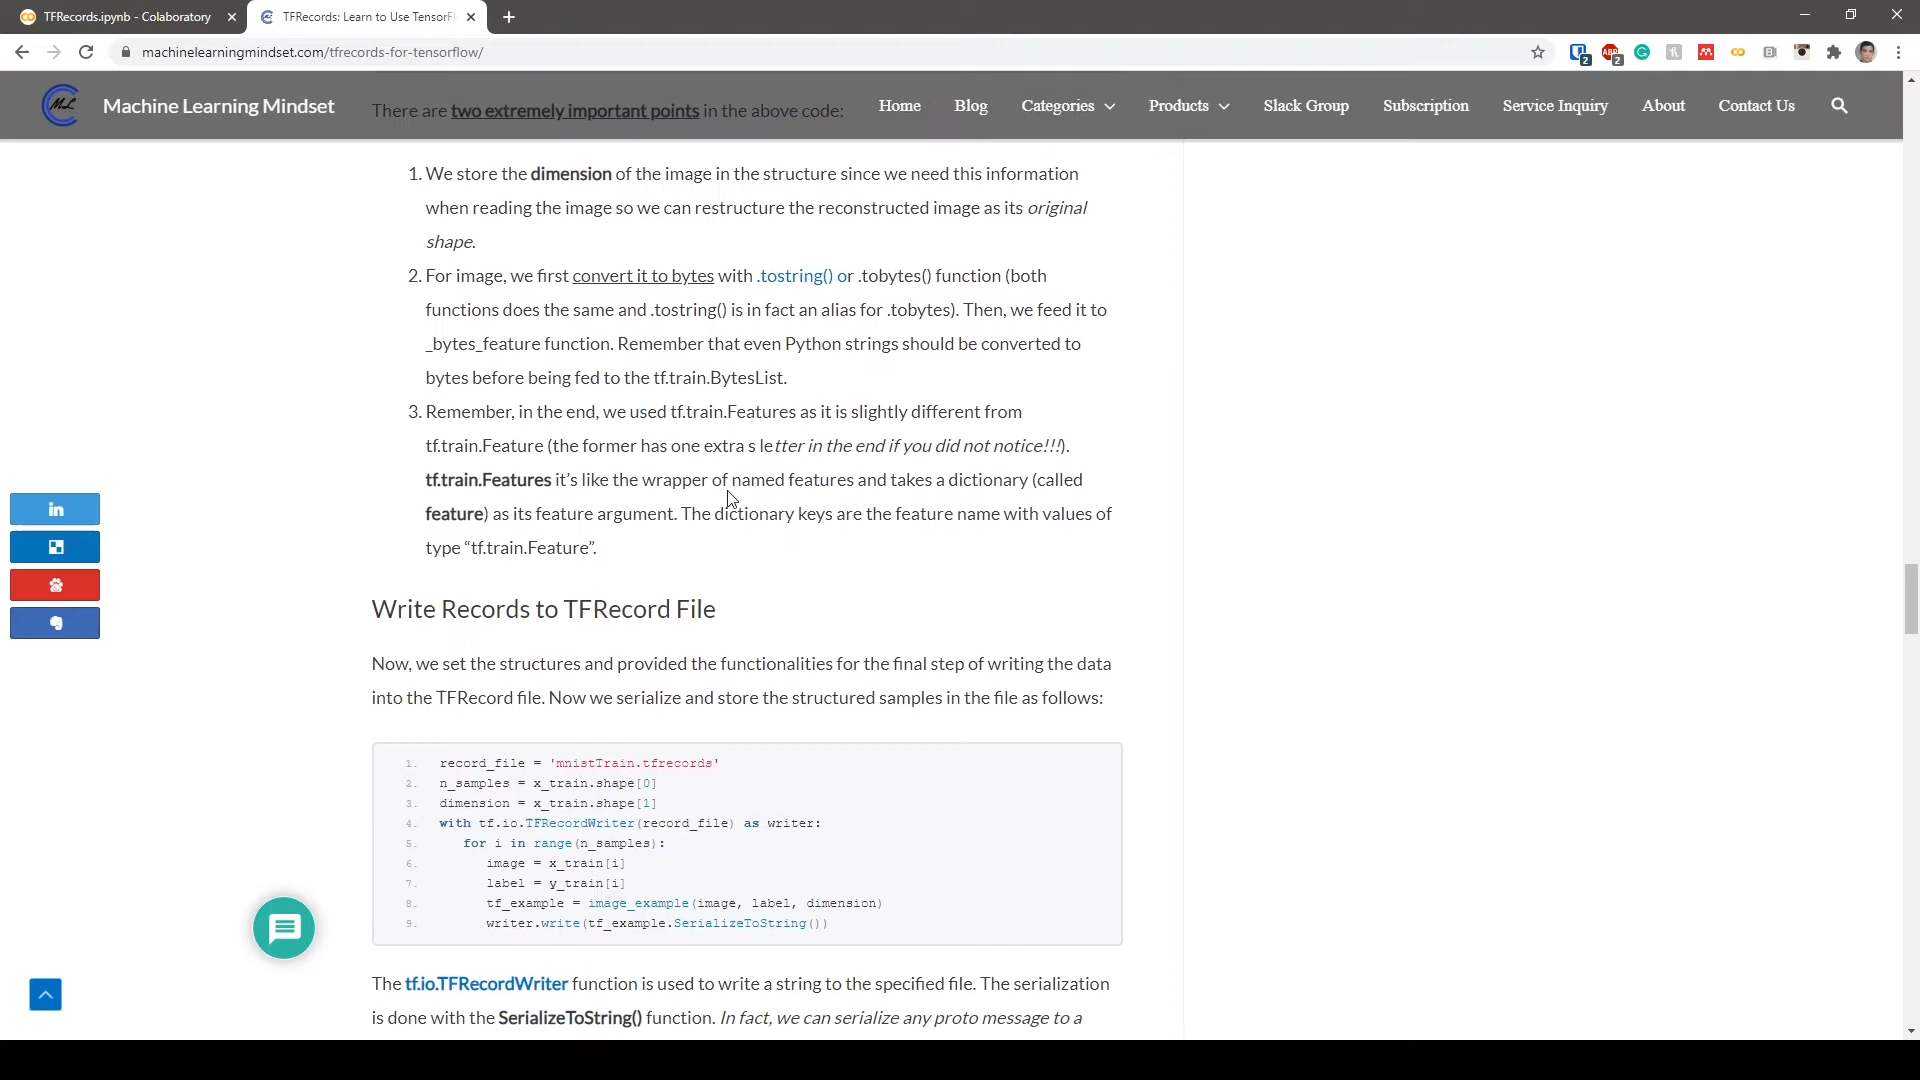 TFRecords.ipynb - Colaboratory
TFRecords: Learn to Use TensorFl
machinelearningmindset.com/tfrecords-for-tensorflow/
2
ABP
2
Machine Learning Mindset
There are two extremely important points in the above code:
Home
Blog
Categories
Products
Slack Group
Subscription
Service Inquiry
About
Contact Us
1. We store the dimension of the image in the structure since we need this information
when reading the image so we can restructure the reconstructed image as its original
shape.
2. For image, we first convert it to bytes with .tostring() or .tobytes() function (both
functions does the same and .tostring() is in fact an alias for .tobytes). Then, we feed it to
_bytes_feature function. Remember that even Python strings should be converted to
bytes before being fed to the tf.train.BytesList.
3. Remember, in the end, we used tf.train.Features as it is slightly different from
tf.train.Feature (the former has one extra s letter in the end if you did not notice!!!).
tf.train.Features it’s like the wrapper of named features and takes a dictionary (called
feature) as its feature argument. The dictionary keys are the feature name with values of
type “tf.train.Feature”.
in
Write Records to TFRecord File
Now, we set the structures and provided the functionalities for the final step of writing the data
into the TFRecord file. Now we serialize and store the structured samples in the file as follows:
1. record_file = 'mnistTrain.tfrecords'
2. n_samples = x_train.shape[0]
3. dimension = x_train.shape[1]
4. with tf.io.TFRecordWriter(record_file) as writer:
5. for i in range(n_samples):
6. image = x_train[i]
7. label = y_train[i]
8. tf_example = image_example(image, label, dimension)
9. writer.write(tf_example.SerializeToString())
The tf.io.TFRecordWriter function is used to write a string to the specified file. The serialization
is done with the SerializeToString() function. In fact, we can serialize any proto message to a